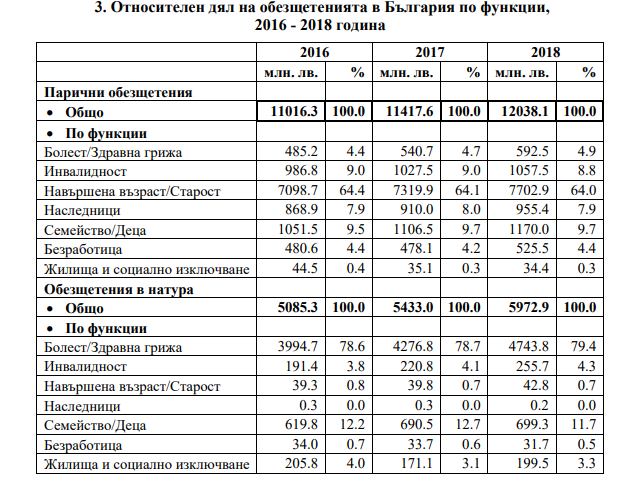 3. Относителен дял на обезщетенията в България по функции,
2016 - 2018 година
2016 2017 2018
млн. лв. % млн. лв. % млн. лв. %
Парични обезщетения
• Общо 11016.3 100.0 11417.6 100.0 12038.1 100.0
• По функции
Болест/Здравна грижа 485.2 4.4 540.7 4.7 592.5 4.9
Инвалидност 986.8 9.0 1027.5 9.0 1057.5 8.8
Навършена възраст/Старост 7098.7 64.4 7319.9 64.1 7702.9 64.0
Наследници 868.9 7.9 910.0 8.0 955.4 7.9
Семейство/Деца 1051.5 9.5 1106.5 9.7 1170.0 9.7
Безработица 480.6 4.4 478.1 4.2 525.5 4.4
Жилища и социално изключване 44.5 0.4 35.1 0.3 34.4 0.3
Обезщетения в натура
• Общо 5085.3 100.0 5433.0 100.0 5972.9 100.0
• По функции
Болест/Здравна грижа 3994.7 78.6 4276.8 78.7 4743.8 79.4
Инвалидност 191.4 3.8 220.8 4.1 255.7 4.3
Навършена възраст/Старост 39.3 0.8 39.8 0.7 42.8 0.7
Наследници 0.3 0.0 0.3 0.0 0.2 0.0
Семейство/Деца 619.8 12.2 690.5 12.7 699.3 11.7
Безработица 34.0 0.7 33.7 0.6 31.7 0.5
Жилища и социално изключване 205.8 4.0 171.1 3.1 199.5 3.3